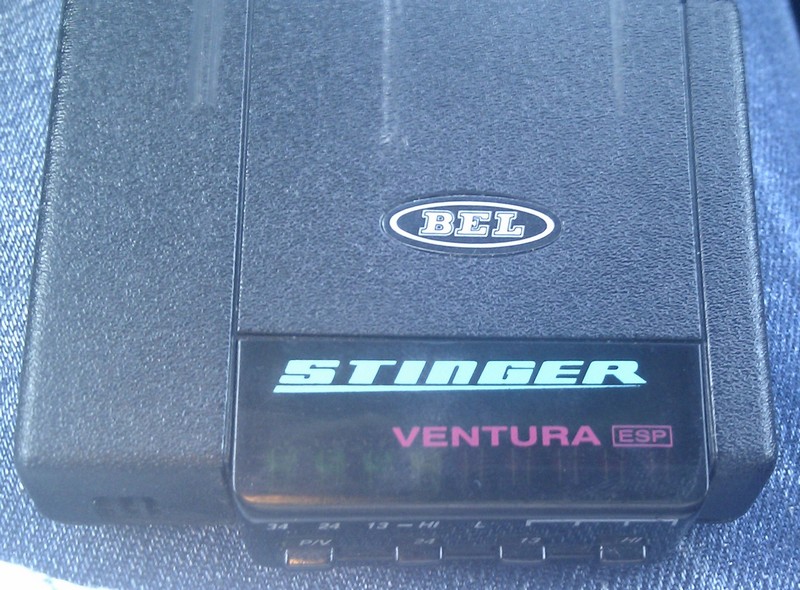 BEL
STINGER
VENTURA ESP
34 24 13 – HI L
P/V 24 13 HI